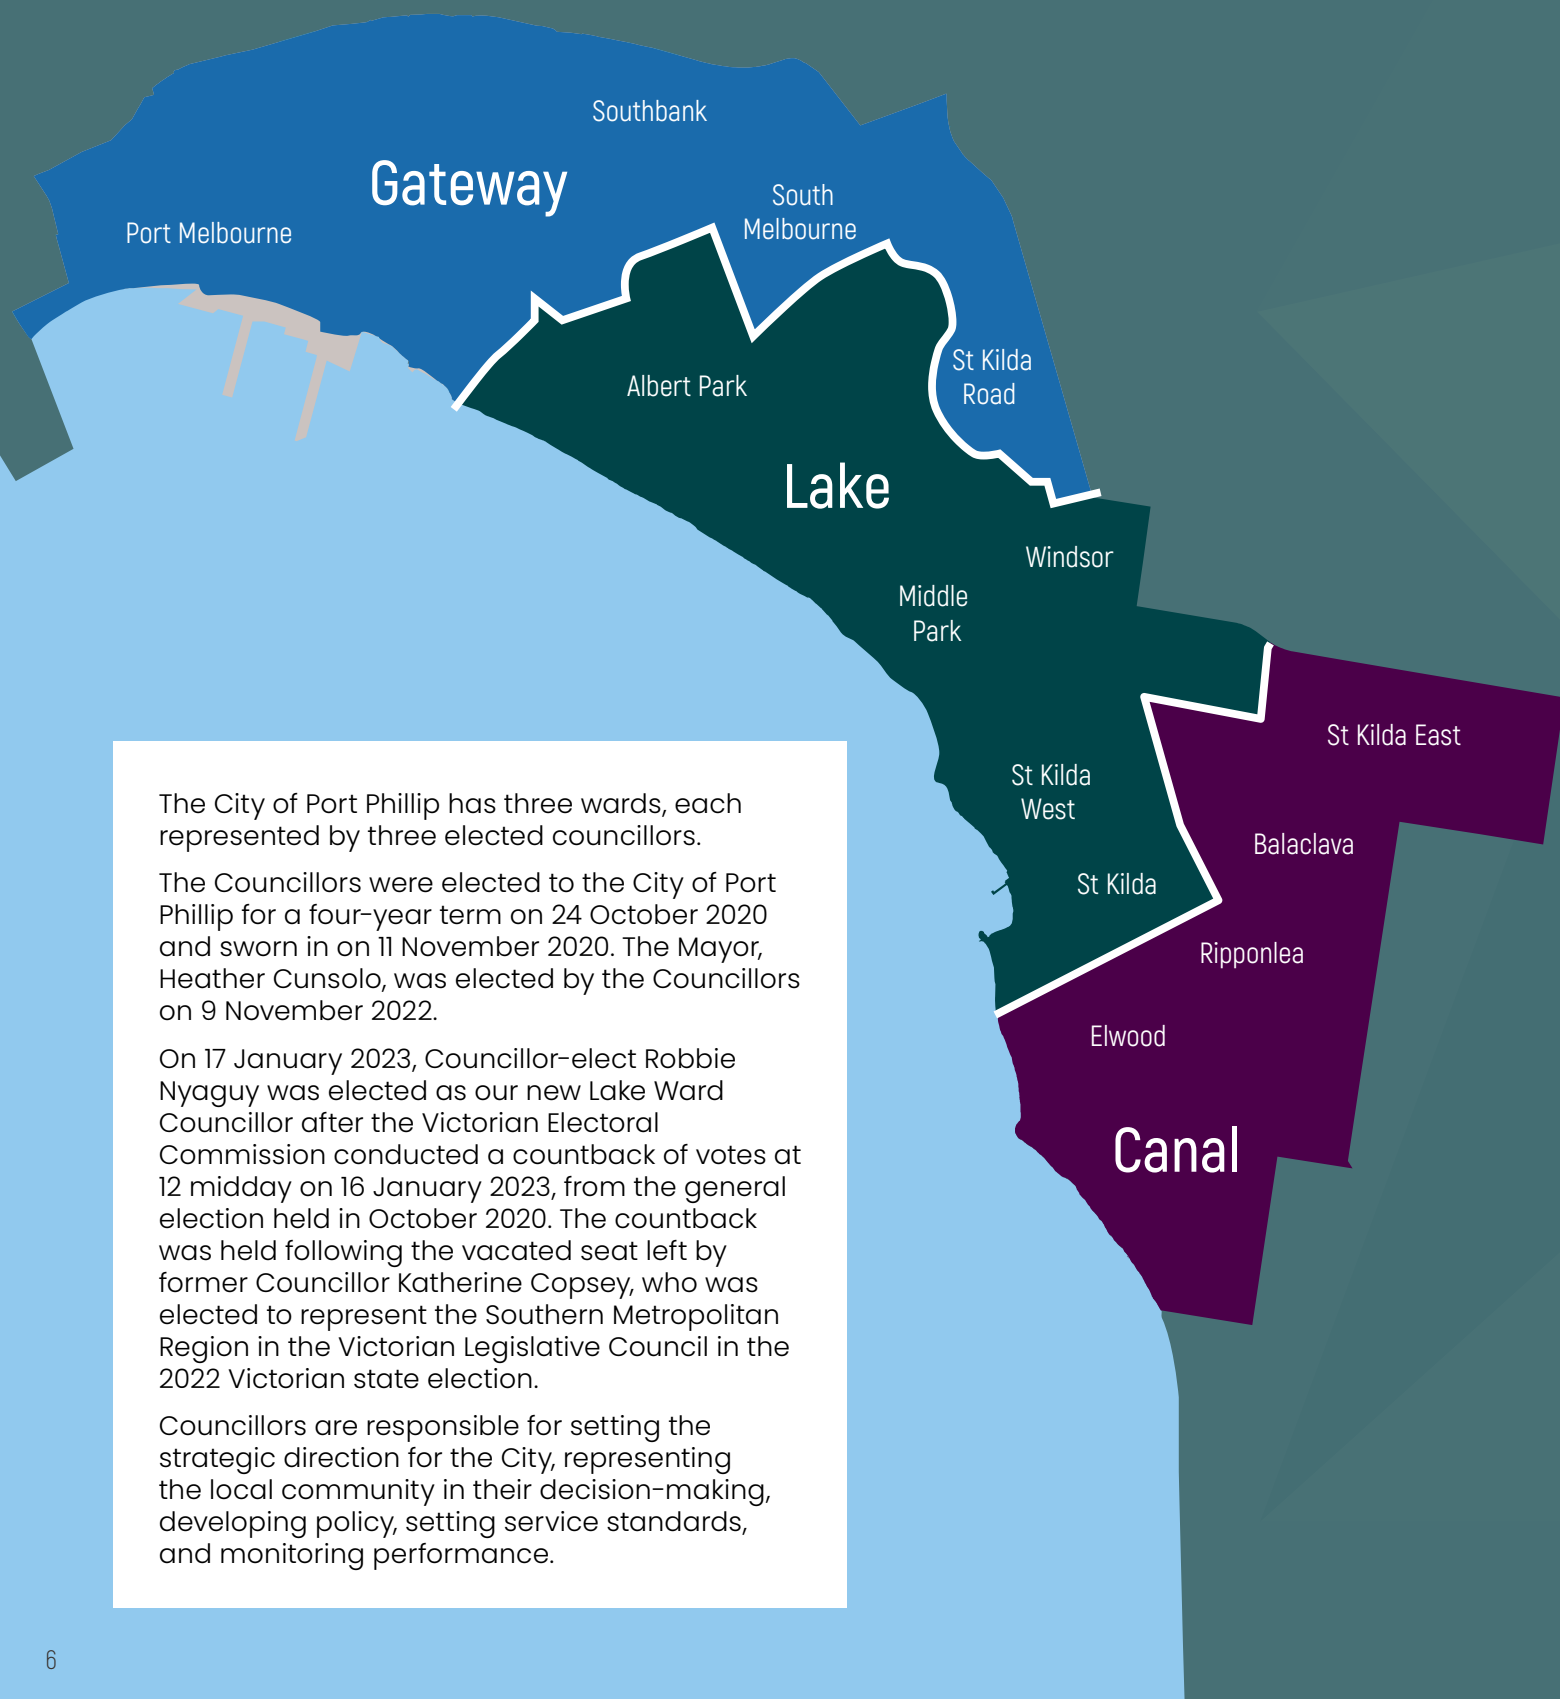 Southbank
Gateway
South
Melbourne
Port Melbourne
St Kilda
Road
Albert Park
Lake
Windsor
Middle
Park
St Kilda East
St Kilda
West
Balaclava
St Kilda
Ripponlea
Elwood
Canal
The City of Port Phillip has three wards, each
represented by three elected councillors.
The Councillors were elected to the City of Port
Phillip for a four-year term on 24 October 2020
and sworn in on 11 November 2020. The Mayor,
Heather Cunsolo, was elected by the Councillors
on 9 November 2022.
On 17 January 2023, Councillor-elect Robbie
Nyaguy was elected as our new Lake Ward
Councillor after the Victorian Electoral
Commission conducted a countback of votes at
12 midday on 16 January 2023, from the general
election held in October 2020. The countback
was held following the vacated seat left by
former Councillor Katherine Copsey, who was
elected to represent the Southern Metropolitan
Region in the Victorian Legislative Council in the
2022 Victorian state election.
Councillors are responsible for setting the
strategic direction for the City, representing
the local community in their decision-making,
developing policy, setting service standards,
and monitoring performance.
6